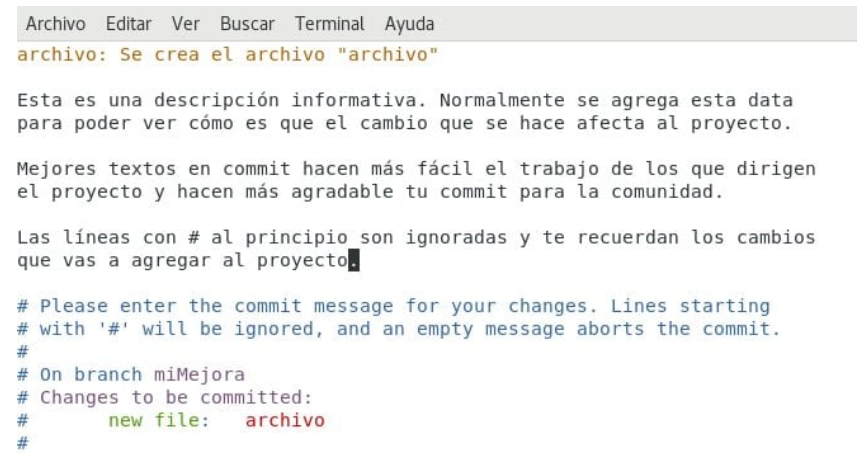 Archivo Editar Ver Buscar Terminal Ayuda
archivo: Se crea el archivo "archivo"
Esta es una descripción informativa. Normalmente se agrega esta data
para poder ver cómo es que el cambio que se hace afecta al proyecto.
Mejores textos en commit hacen más fácil el trabajo de los que dirigen
el proyecto y hacen más agradable tu commit para la comunidad.
Las líneas con # al principio son ignoradas y te recuerdan los cambios
que vas a agregar al proyecto.
# Please enter the commit message for your changes. Lines starting
# with '#' will be ignored, and an empty message aborts the commit.
#
# On branch miMejora
# Changes to be committed:
#       new file:   archivo
#